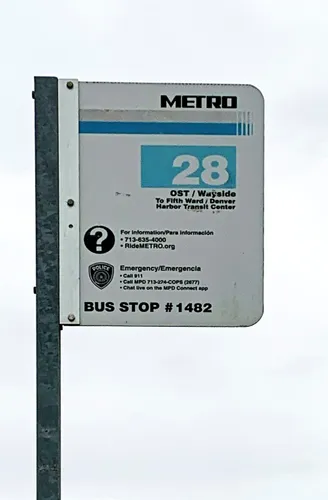 METRO
28
OST / Wayside
To Fifth Ward / Denver
Harbor Transit Center
?
For Information/Para Información
• 713-635-4000
• RideMETRO.org
POLICE
Emergency/Emergencia
• Call 911
• Call MPD 713-274-COPS (2677)
• Chat live on the MPD Connect app
BUS STOP #1482